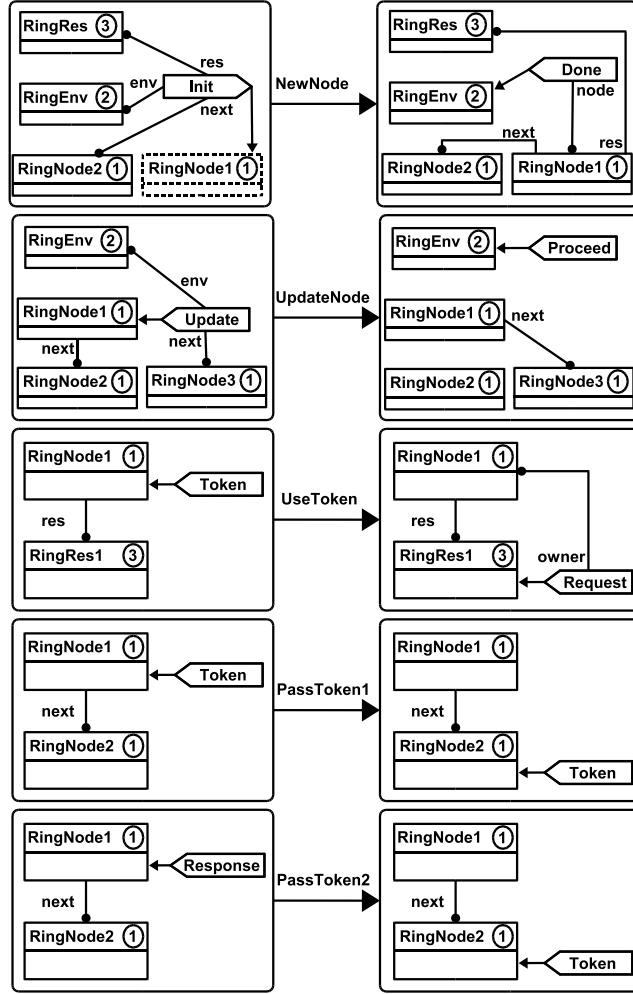 RingRes 3
res
env
Init
next
RingEnv 2
RingNode2 1
RingNode1 1
NewNode
RingRes 3
Done
node
RingEnv 2
next
res
RingNode2 1
RingNode1 1
RingEnv 2
env
RingNode1 1
Update
next
next
RingNode2 1
RingNode3 1
UpdateNode
RingEnv 2
Proceed
RingNode1 1
next
RingNode2 1
RingNode3 1
RingNode1 1
Token
res
RingRes1 3
UseToken
RingNode1 1
res
owner
RingRes1 3
Request
RingNode1 1
Token
next
RingNode2 1
PassToken1
RingNode1 1
next
RingNode2 1
Token
RingNode1 1
Response
next
RingNode2 1
PassToken2
RingNode1 1
next
RingNode2 1
Token